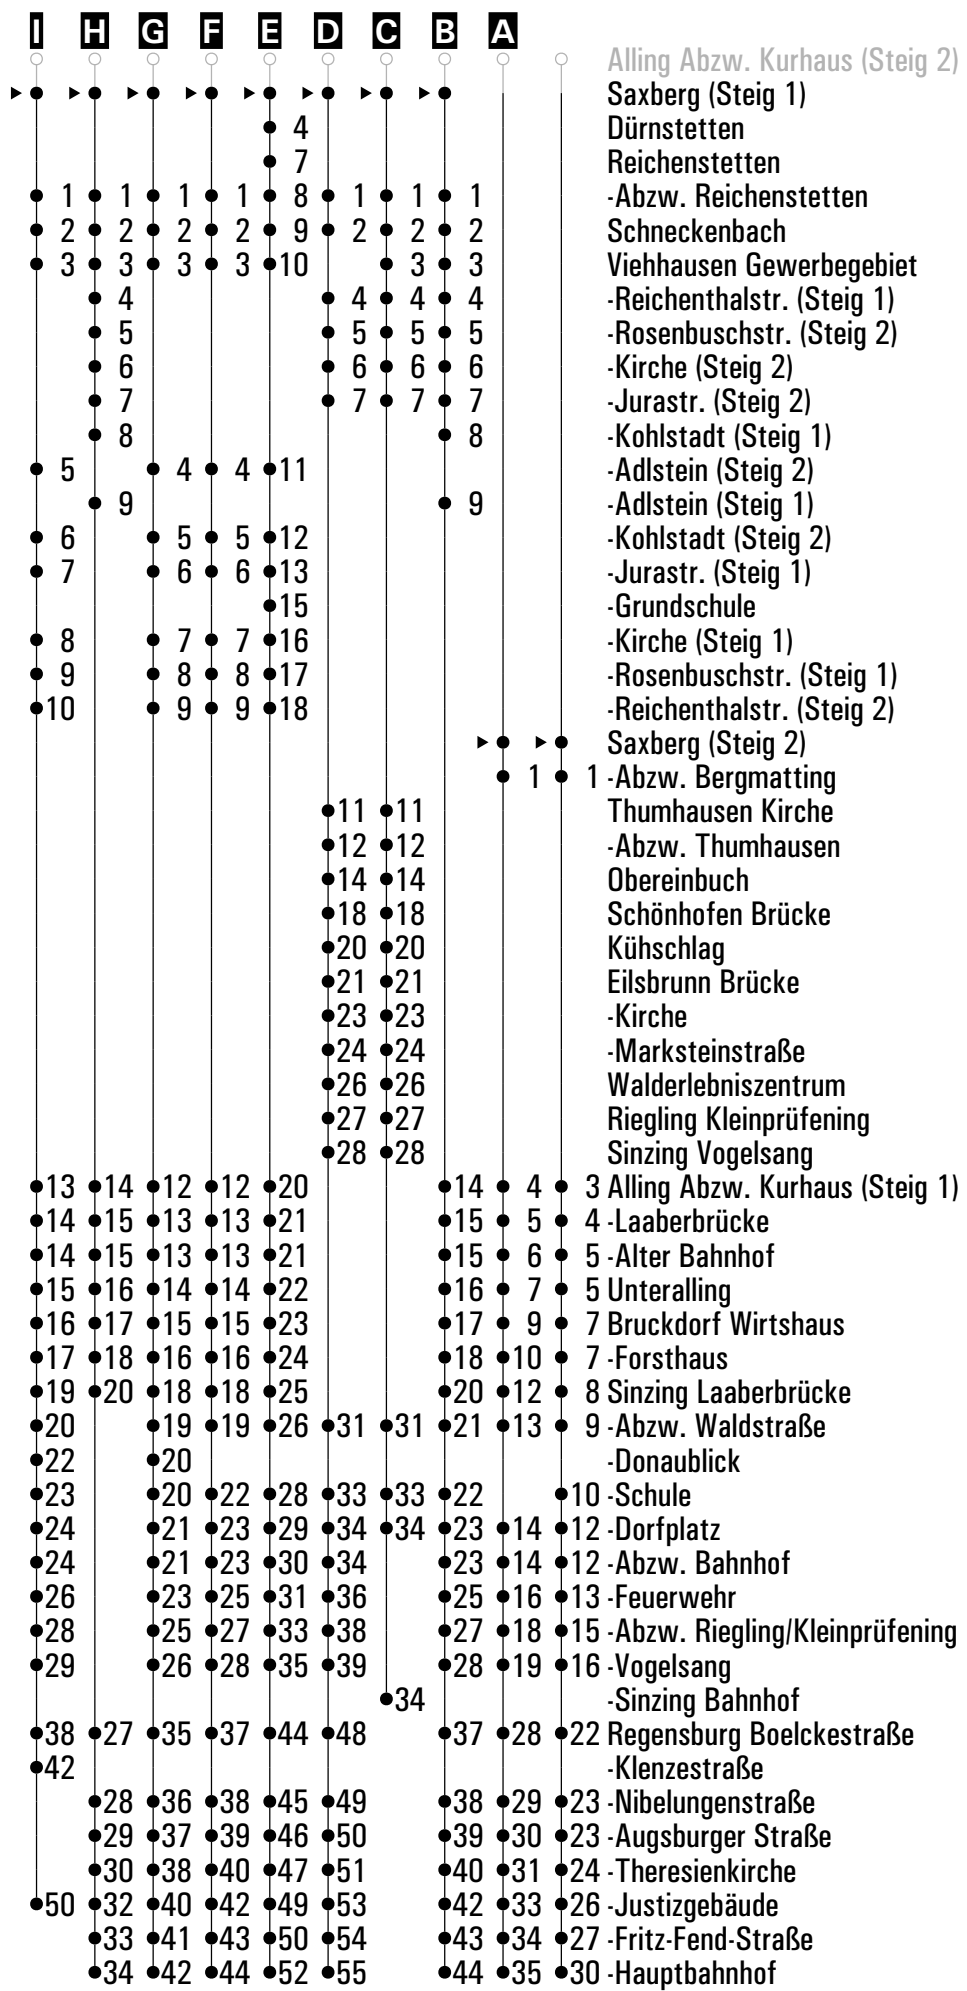 I H G F E D C B A
Alling Abzw. Kurhaus (Steig 2)
Saxberg (Steig 1)
4 Dürnstetten
7 Reichenstetten
1 1 1 1 8 1 1 1 -Abzw. Reichenstetten
2 2 2 2 9 2 2 2 Schneckenbach
3 3 3 3 10 3 3 Viehhausen Gewerbegebiet
4 4 4 4 -Reichenthalstr. (Steig 1)
5 5 5 5 -Rosenbuschstr. (Steig 2)
6 6 6 6 -Kirche (Steig 2)
7 7 7 7 -Jurastr. (Steig 2)
8 8 -Kohlstadt (Steig 1)
5 4 4 11 -Adlstein (Steig 2)
9 9 -Adlstein (Steig 1)
6 5 5 12 -Kohlstadt (Steig 2)
7 6 6 13 -Jurastr. (Steig 1)
15 -Grundschule
8 7 7 16 -Kirche (Steig 1)
9 8 8 17 -Rosenbuschstr. (Steig 1)
10 9 9 18 -Reichenthalstr. (Steig 2)
Saxberg (Steig 2)
1 1 -Abzw. Bergmatting
11 11 Thumhausen Kirche
12 12 -Abzw. Thumhausen
14 14 Obereinbuch
18 18 Schönhofen Brücke
20 20 Kühschlag
21 21 Eilsbrunn Brücke
23 23 -Kirche
24 24 -Marksteinstraße
26 26 Walderlebniszentrum
27 27 Riegling Kleinprüfening
28 28 Sinzing Vogelsang
13 14 12 12 20 14 4 3 Alling Abzw. Kurhaus (Steig 1)
14 15 13 13 21 15 5 4 -Laaberbrücke
14 15 13 13 21 15 6 5 -Alter Bahnhof
15 16 14 14 22 16 7 5 Unteralling
16 17 15 15 23 17 9 7 Bruckdorf Wirtshaus
17 18 16 16 24 18 10 7 -Forsthaus
19 20 18 18 25 20 12 8 Sinzing Laaberbrücke
20 19 19 26 31 31 21 13 9 -Abzw. Waldstraße
22 20 -Donaublick
23 20 22 28 33 33 22 10 -Schule
24 21 23 29 34 34 23 14 12 -Dorfplatz
24 21 23 30 34 23 14 12 -Abzw. Bahnhof
26 23 25 31 36 25 16 13 -Feuerwehr
28 25 27 33 38 27 18 15 -Abzw. Riegling/Kleinprüfening
29 26 28 35 39 28 19 16 -Vogelsang
34 -Sinzing Bahnhof
38 27 35 37 44 48 37 28 22 Regensburg Boelckestraße
42 -Klenzestraße
28 36 38 45 49 38 29 23 -Nibelungenstraße
29 37 39 46 50 39 30 23 -Augsburger Straße
30 38 40 47 51 40 31 24 -Theresienkirche
50 32 40 42 49 53 42 33 26 -Justizgebäude
33 41 43 50 54 43 34 27 -Fritz-Fend-Straße
34 42 44 52 55 44 35 30 -Hauptbahnhof